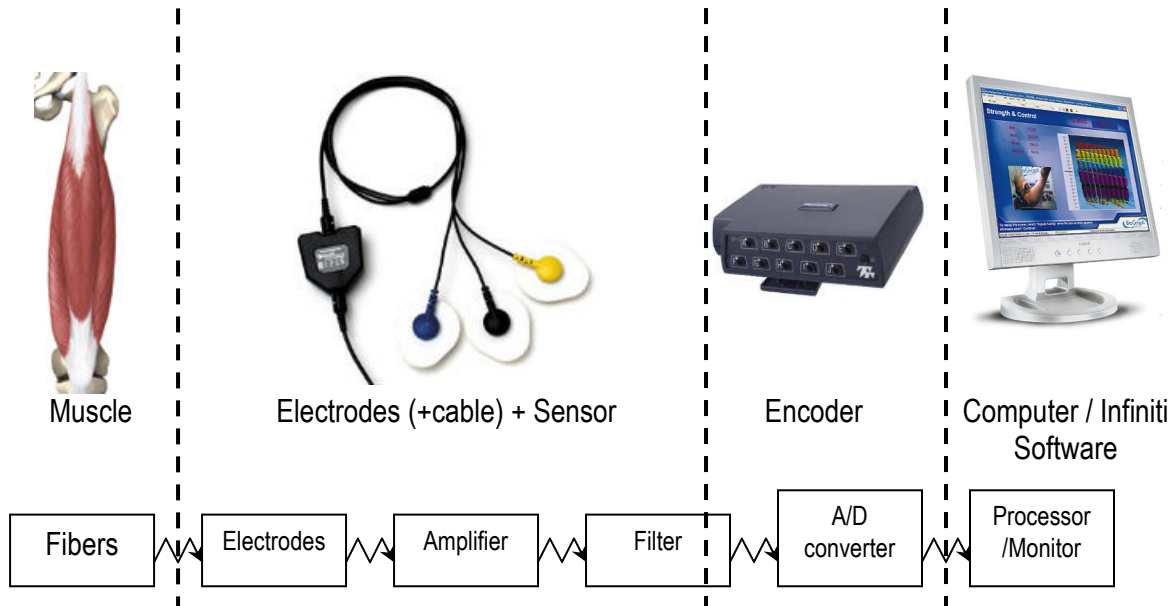 Strength & Control
Muscle
Electrodes (+cable) + Sensor
Encoder
Computer / Infiniti
Software
Fibers
Electrodes
Amplifier
Filter
A/D
converter
Processor
/Monitor